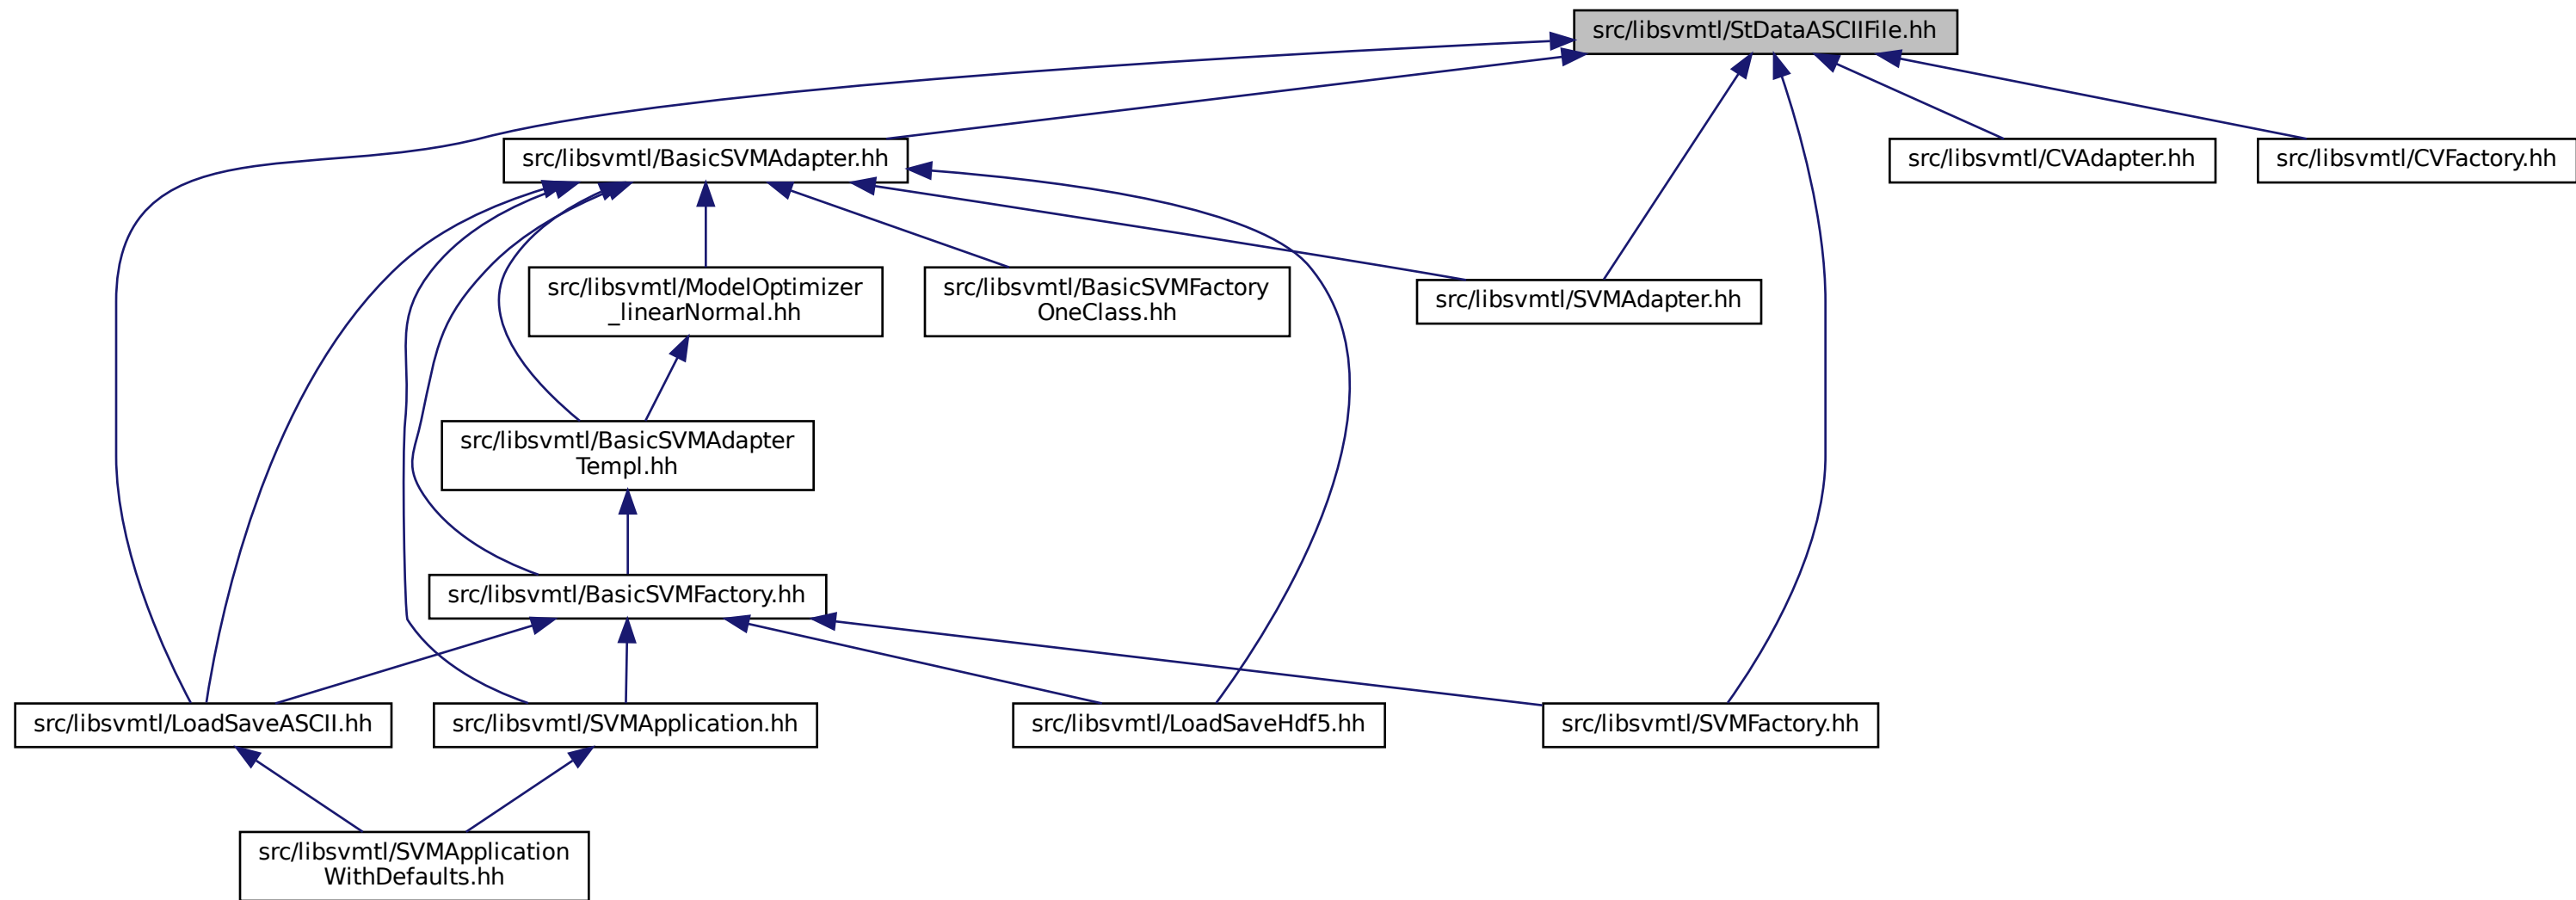 src/libsvmtl/StDataASCIIFile.hh
src/libsvmtl/BasicSVMAdapter.hh
src/libsvmtl/CVAdapter.hh
src/libsvmtl/CVFactory.hh
src/libsvmtl/ModelOptimizer
_linearNormal.hh
src/libsvmtl/BasicSVMFactory
OneClass.hh
src/libsvmtl/SVMAdapter.hh
src/libsvmtl/BasicSVMAdapter
Templ.hh
src/libsvmtl/BasicSVMFactory.hh
src/libsvmtl/LoadSaveASCII.hh
src/libsvmtl/SVMApplication.hh
src/libsvmtl/LoadSaveHdf5.hh
src/libsvmtl/SVMFactory.hh
src/libsvmtl/SVMApplication
WithDefaults.hh